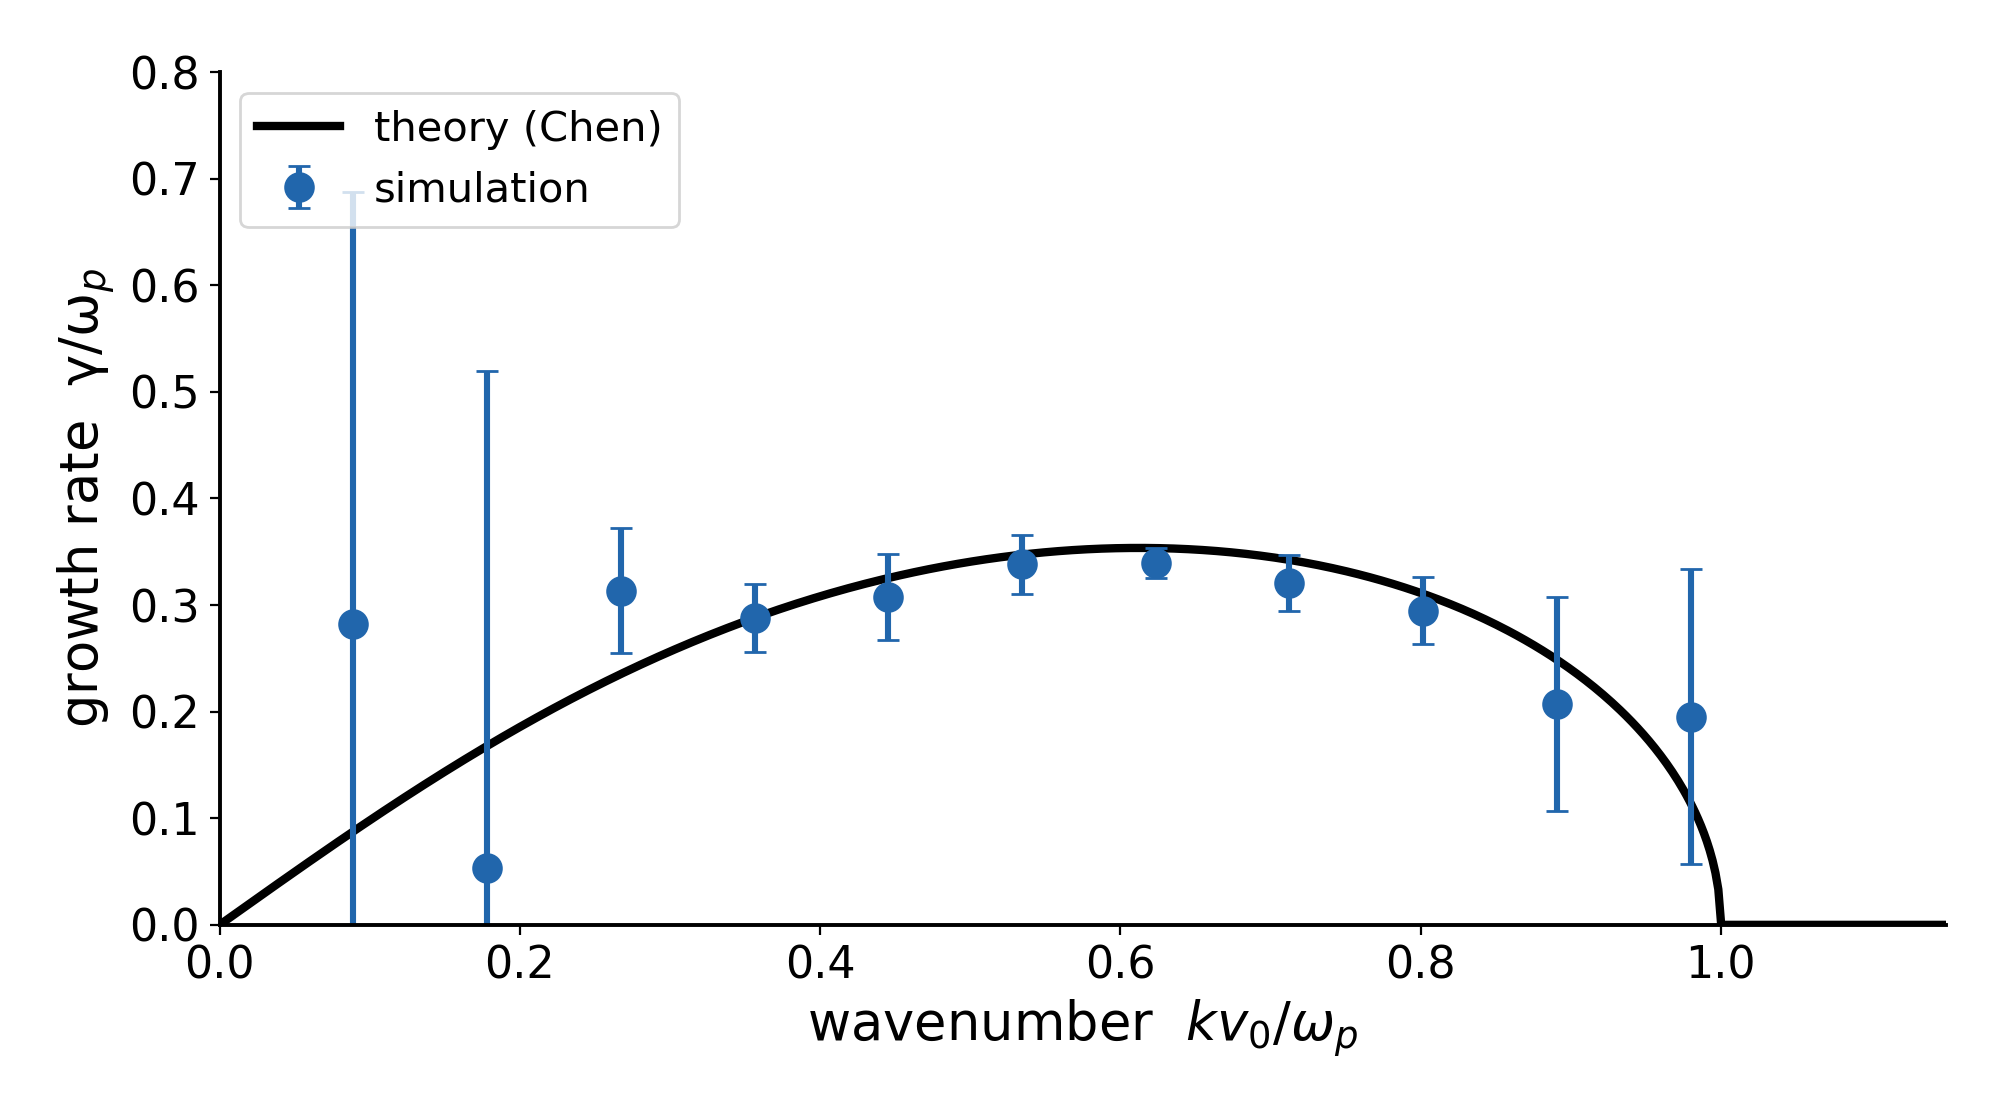 0.8
0.7
0.6
0.5
0.4
0.3
0.2
0.1
0.0
growth rate γ/ω_p
theory (Chen)
simulation
0.0 0.2 0.4 0.6 0.8 1.0
wavenumber kv₀/ω_p